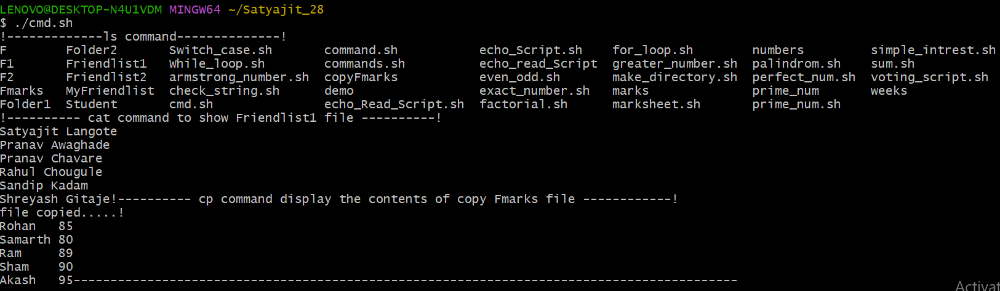 LENOVO@DESKTOP-N4U1VDM MINGW64 ~/Satyajit_28
$ ./cmd.sh
!-------------ls command--------------!
F        Folder2     Switch_case.sh       command.sh          echo_Script.sh    for_loop.sh        numbers        simple_intrest.sh
F1       Friendlist1   While_loop.sh        commands.sh         echo_read_Script  greater_number.sh  palindrom.sh   sum.sh
F2       Friendlist2   armstrong_number.sh  copyFmarks          even_odd.sh       make_directory.sh  perfect_num.sh voting_script.sh
Fmarks   MyFriendlist  check_string.sh      demo                exact_number.sh   marks              prime_num      weeks
Folder1  Student       cmd.sh               echo_Read_Script.sh factorial.sh      marksheet.sh       prime_num.sh
!---------- cat command to show Friendlist1 file ----------!
Satyajit Langote
Pranav Awaghade
Pranav Chavare
Rahul Chougule
Sandip Kadam
Shreyash Gitaje!---------- cp command display the contents of copy Fmarks file ------------!
file copied.....!
Rohan   85
Samarth 80
Ram     89
Sham    90
Akash   95------------------------------------------------------------------------------------------
Activat